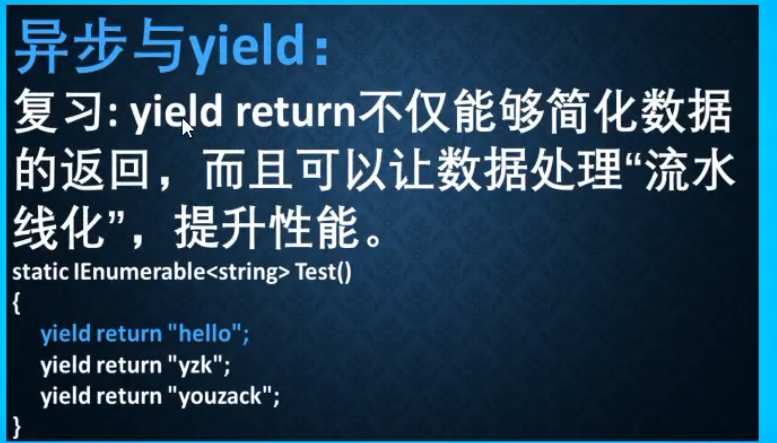 异步与yield：
复习: yield return不仅能够简化数据
的返回，而且可以让数据处理“流水
线化”，提升性能。
static IEnumerable<string> Test()
{
yield return "hello";
yield return "yzk";
yield return "youzack";
}